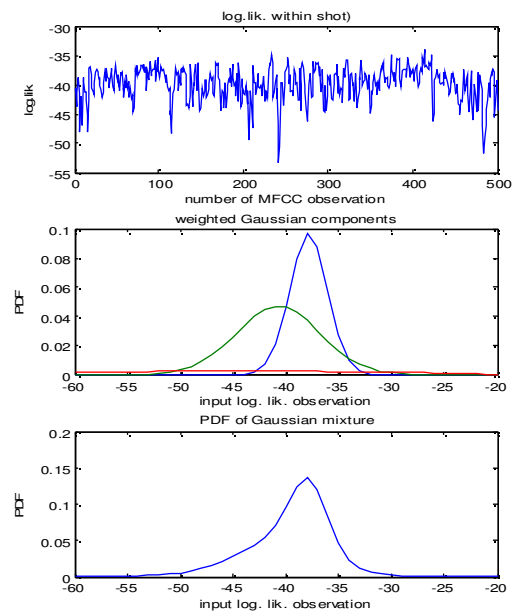 log.lik. within shot)
-30
-35
-40
-45
-50
-55
log.lik
0 100 200 300 400 500
number of MFCC observation
weighted Gaussian components
0.1
0.08
0.06
0.04
0.02
0
PDF
-60 -55 -50 -45 -40 -35 -30 -25 -20
input log. lik. observation
PDF of Gaussian mixture
0.2
0.15
0.1
0.05
0
PDF
-60 -55 -50 -45 -40 -35 -30 -25 -20
input log. lik. observation